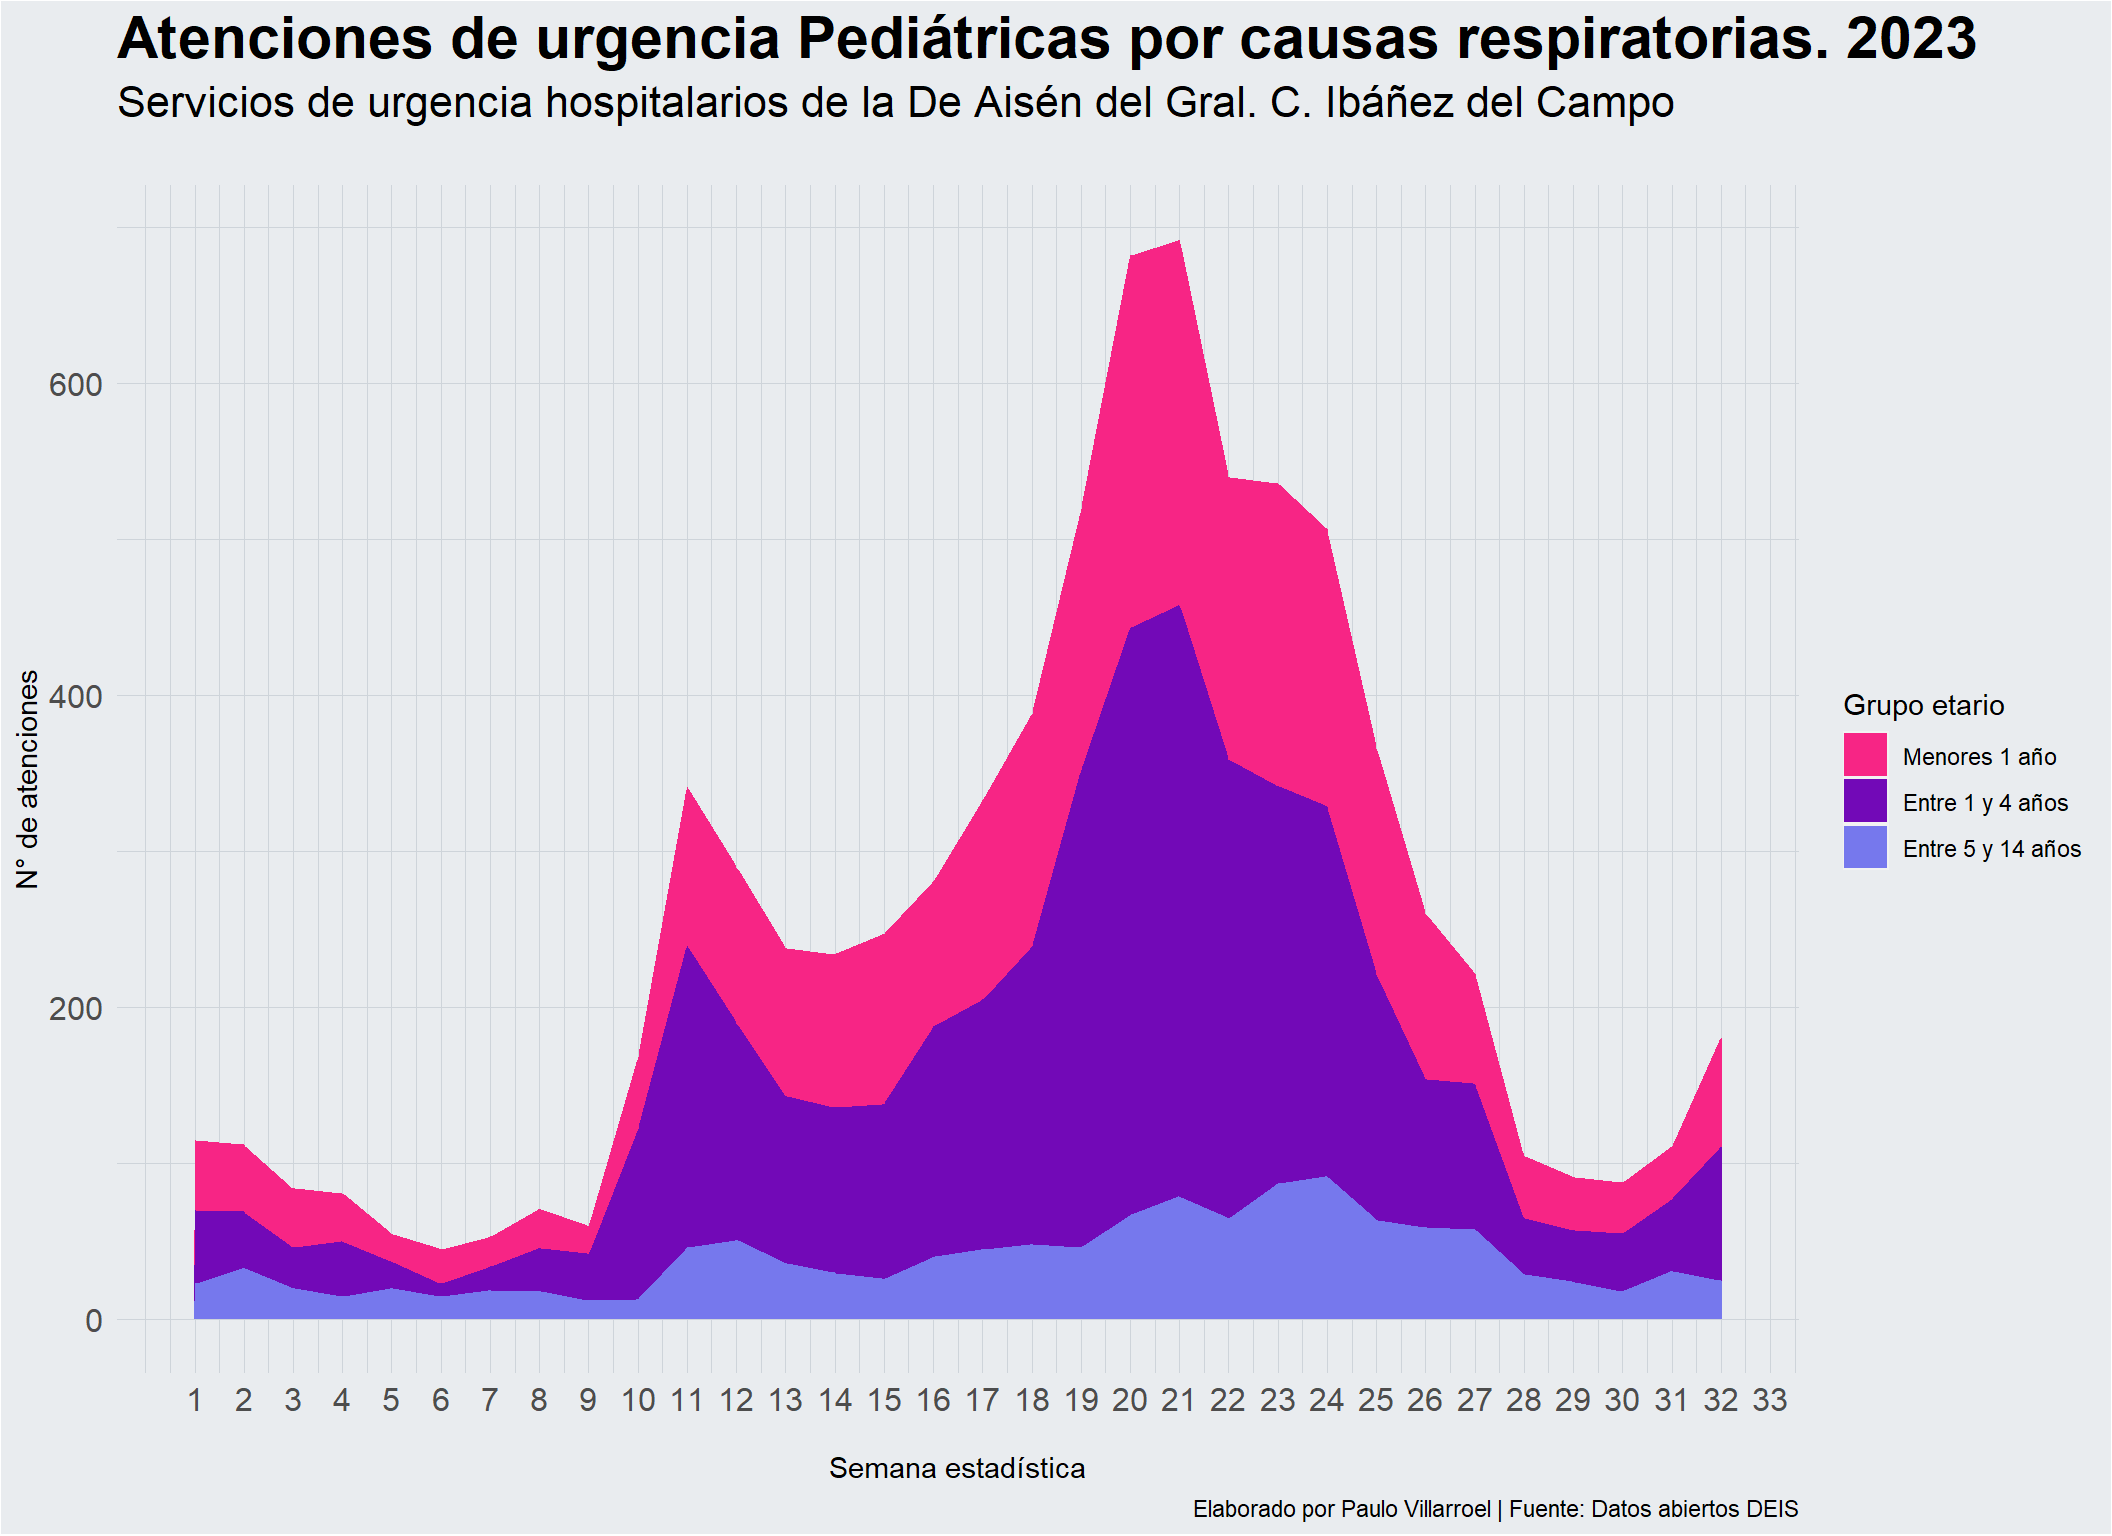 Atenciones de urgencia Pediátricas por causas respiratorias. 2023
Servicios de urgencia hospitalarios de la De Aisén del Gral. C. Ibáñez del Campo
N° de atenciones
600
400
200
0
1 2 3 4 5 6 7 8 9 10 11 12 13 14 15 16 17 18 19 20 21 22 23 24 25 26 27 28 29 30 31 32 33
Semana estadística
Grupo etario
Menores 1 año
Entre 1 y 4 años
Entre 5 y 14 años
Elaborado por Paulo Villarroel | Fuente: Datos abiertos DEIS